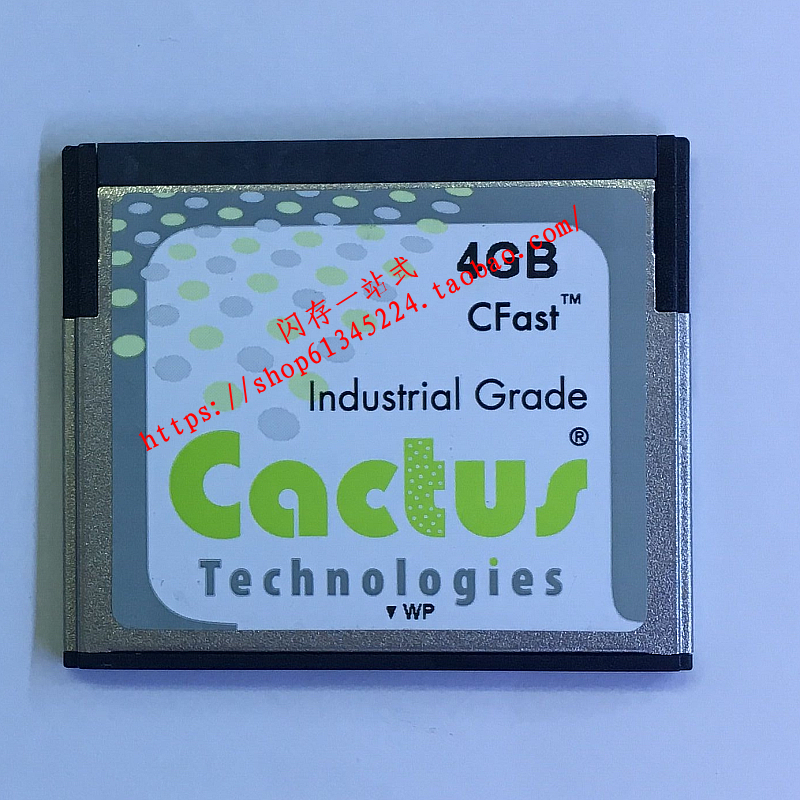 4GB
CFast™
闪存一站式
https://shop61345224.taobao.com/
Industrial Grade
Cactus®
Technologies
▼WP